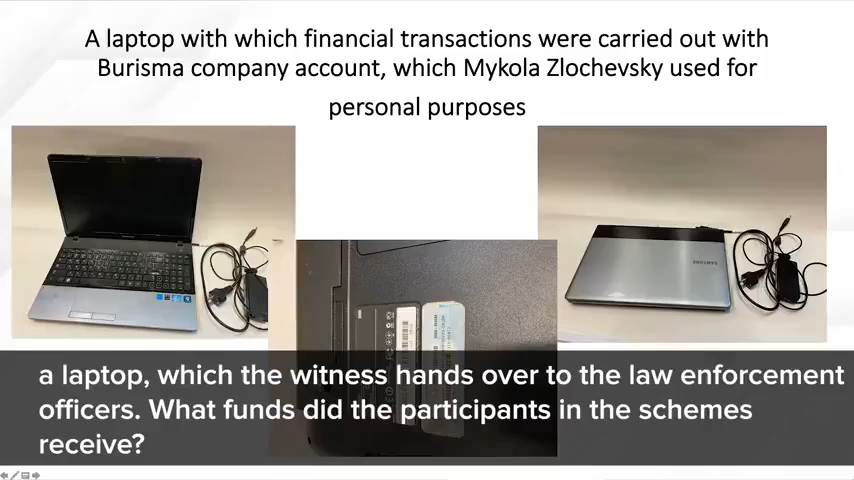 A laptop with which financial transactions were carried out with
Burisma company account, which Mykola Zlochevsky used for
personal purposes
SAMSUNG
a laptop, which the witness hands over to the law enforcement
officers. What funds did the participants in the schemes
receive?